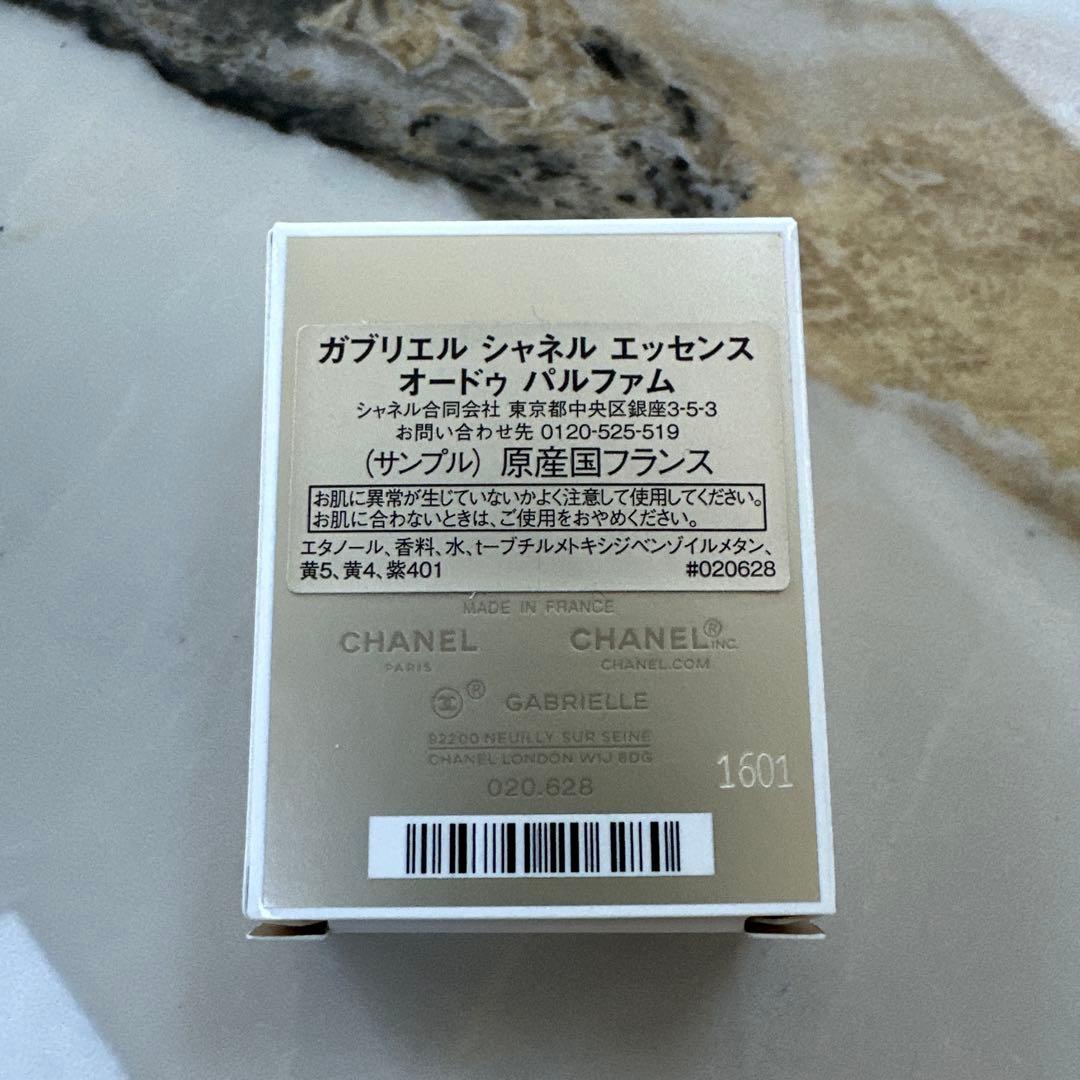 ガブリエル シャネル エッセンス
オードゥ パルファム
シャネル合同会社 東京都中央区銀座3-5-3
お問い合わせ先 0120-525-519
(サンプル) 原産国フランス
お肌に異常が生じていないかよく注意して使用してください。
お肌に合わないときは、ご使用をおやめください。
エタノール、香料、水、t-ブチルメトキシジベンゾイルメタン、
黄5、黄4、紫401 #020628
MADE IN FRANCE
CHANEL CHANEL® INC.
PARIS CHANEL.COM
® GABRIELLE
92200 NEUILLY SUR SEINE
CHANEL LONDON W1J 6DG
020.628
1601